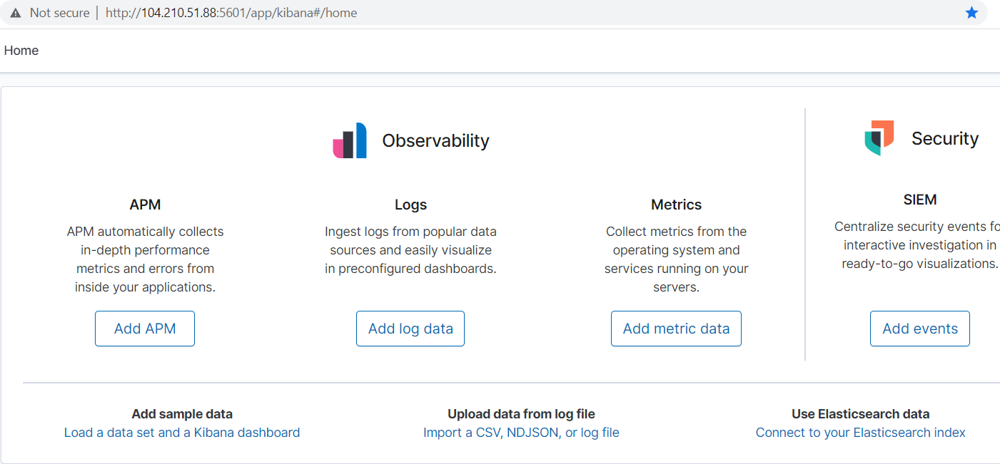 Not secure | http://104.210.51.88:5601/app/kibana#/home
Home
Observability
APM
APM automatically collects
in-depth performance
metrics and errors from
inside your applications.
Add APM
Logs
Ingest logs from popular data
sources and easily visualize
in preconfigured dashboards.
Add log data
Metrics
Collect metrics from the
operating system and
services running on your
servers.
Add metric data
Security
SIEM
Centralize security events fo
interactive investigation in
ready-to-go visualizations.
Add events
Add sample data
Load a data set and a Kibana dashboard
Upload data from log file
Import a CSV, NDJSON, or log file
Use Elasticsearch data
Connect to your Elasticsearch index